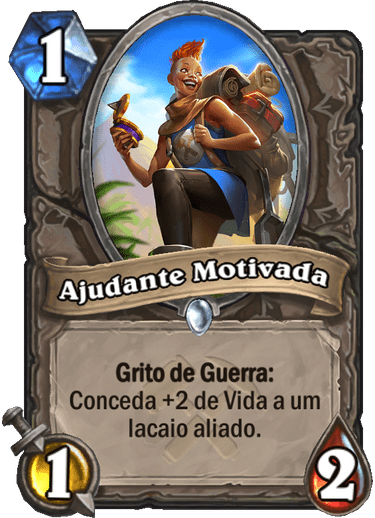 1
Ajudante Motivada
Grito de Guerra:
Conceda +2 de Vida a um
lacaio aliado.
1
2